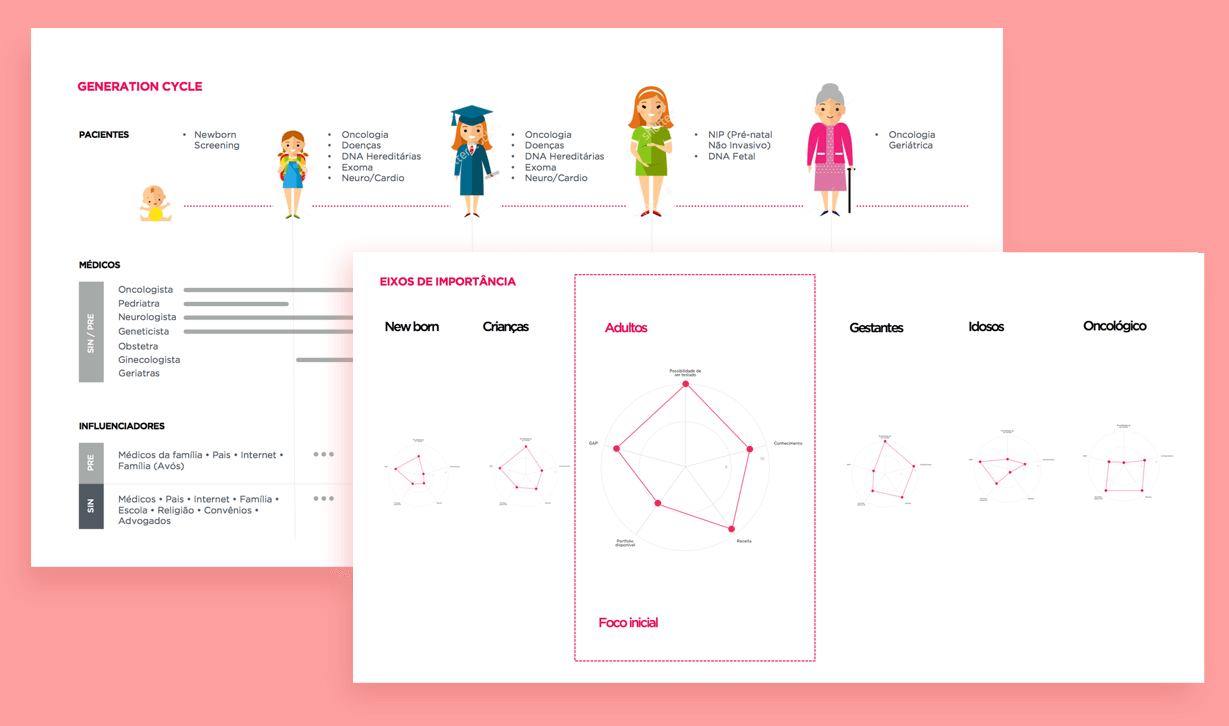 GENERATION CYCLE
PACIENTES
• Newborn
Screening
• Oncologia
• Doenças
• DNA Hereditárias
• Exoma
• Neuro/Cardio
• Oncologia
• Doenças
• DNA Hereditárias
• Exoma
• Neuro/Cardio
• NIP (Pré-natal
Não Invasivo)
• DNA Fetal
• Oncologia
Geriátrica
MÉDICOS
SIN / PRE
Oncologista
Pediatra
Neurologista
Geneticista
Obstetra
Ginecologista
Geriatras
INFLUENCIADORES
PRE
Médicos da família • Pais • Internet •
Família (Avós)
SIN
Médicos • Pais • Internet • Família •
Escola • Religião • Convênios •
Advogados
EIXOS DE IMPORTÂNCIA
New born
Crianças
Adultos
Gestantes
Idosos
Oncológico
Possibilidade de
ser testado
GAP
Conhecimento
Portfolio
disponível
Receita
Foco inicial